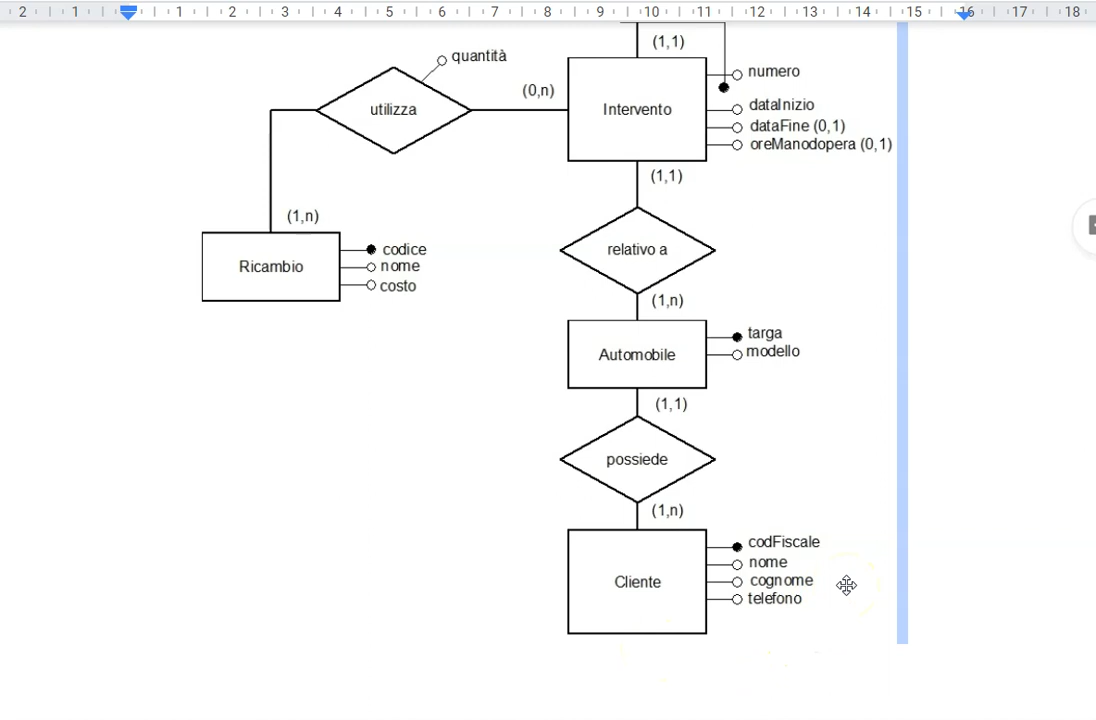 2 1 1 2 3 4 5 6 7 8 9 10 11 12 13 14 15 16 17 18
(1,1)
quantità
numero
(0,n)
utilizza
Intervento
dataInizio
dataFine (0,1)
oreManodopera (0,1)
(1,1)
(1,n)
Ricambio
codice
nome
costo
relativo a
(1,n)
Automobile
targa
modello
(1,1)
possiede
(1,n)
Cliente
codFiscale
nome
cognome
telefono